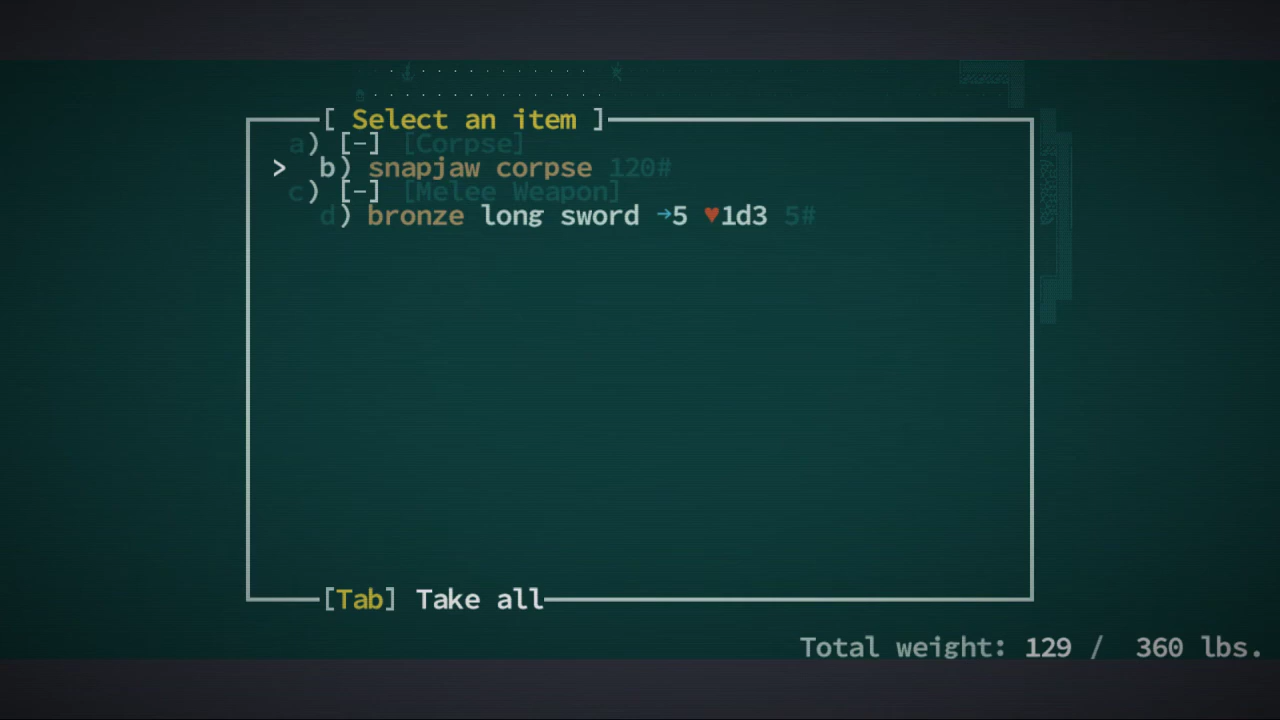 [ Select an item ]
a) [-] [Corpse]
> b) snapjaw corpse 120#
c) [-] [Melee Weapon]
d) bronze long sword →5 ♥1d3 5#
[Tab] Take all
Total weight: 129 / 360 lbs.